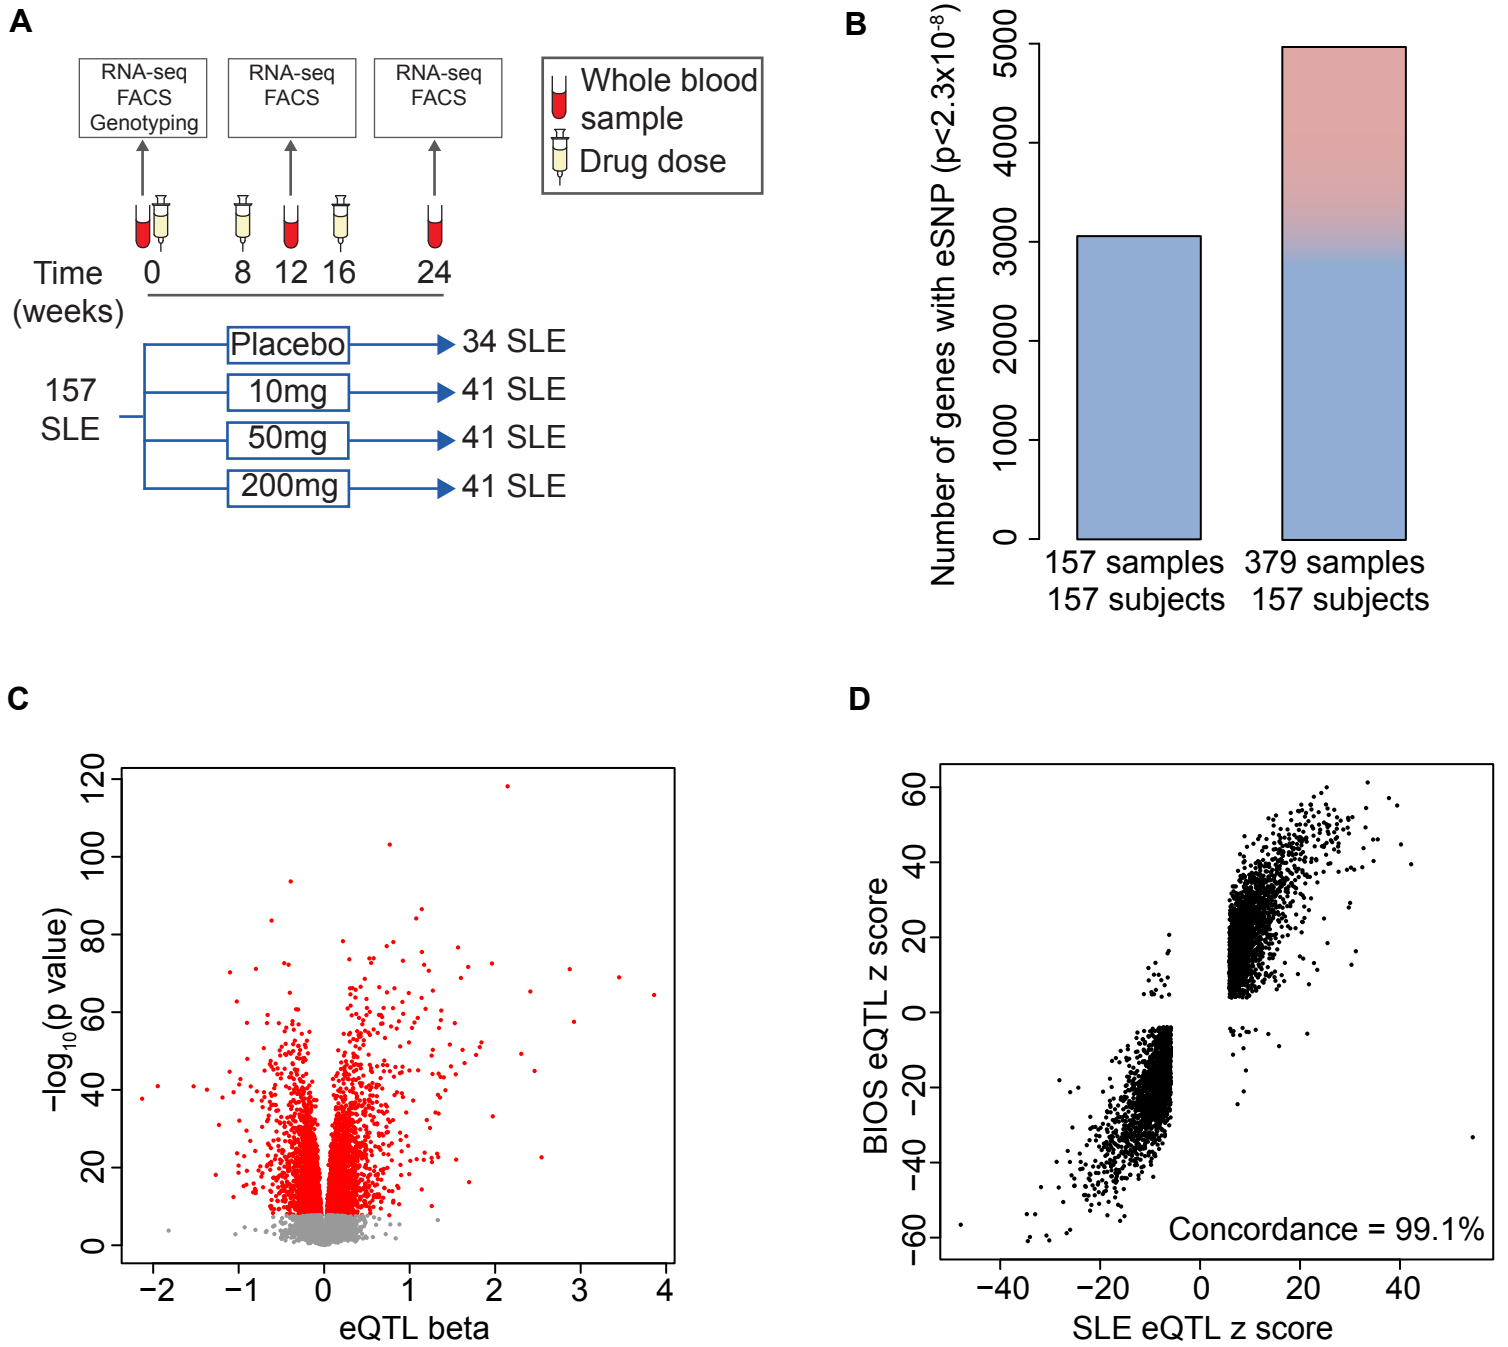 A
RNA-seq
FACS
Genotyping
RNA-seq
FACS
RNA-seq
FACS
Whole blood
sample
Drug dose
Time
(weeks)
0
8
12
16
24
157
SLE
Placebo
34 SLE
10mg
41 SLE
50mg
41 SLE
200mg
41 SLE
B
Number of genes with eSNP (p<2.3x10⁻⁸)
5000
4000
3000
2000
1000
0
157 samples
157 subjects
379 samples
157 subjects
C
−log₁₀(p value)
120
100
80
60
40
20
0
−2 −1 0 1 2 3 4
eQTL beta
D
BIOS eQTL z score
60
40
20
0
−20
−40
−60
Concordance = 99.1%
−40 −20 0 20 40
SLE eQTL z score